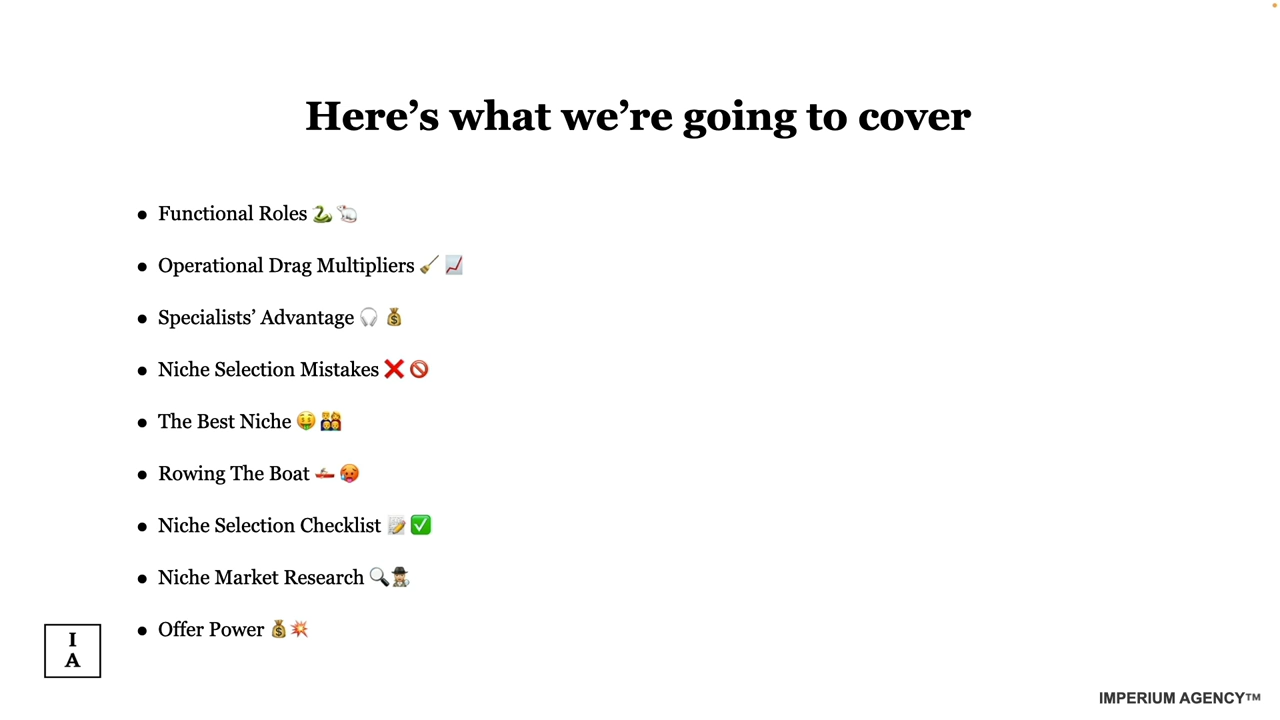 Here’s what we’re going to cover
● Functional Roles 🐍 🐁
● Operational Drag Multipliers 🧹 📈
● Specialists’ Advantage 🎧 💰
● Niche Selection Mistakes ❌ 🚫
● The Best Niche 🤑 👩‍👩‍👧‍👧
● Rowing The Boat 🚣 🥵
● Niche Selection Checklist 📝 ✅
● Niche Market Research 🔍 🕵
● Offer Power 💰 💥
I
A
IMPERIUM AGENCY™